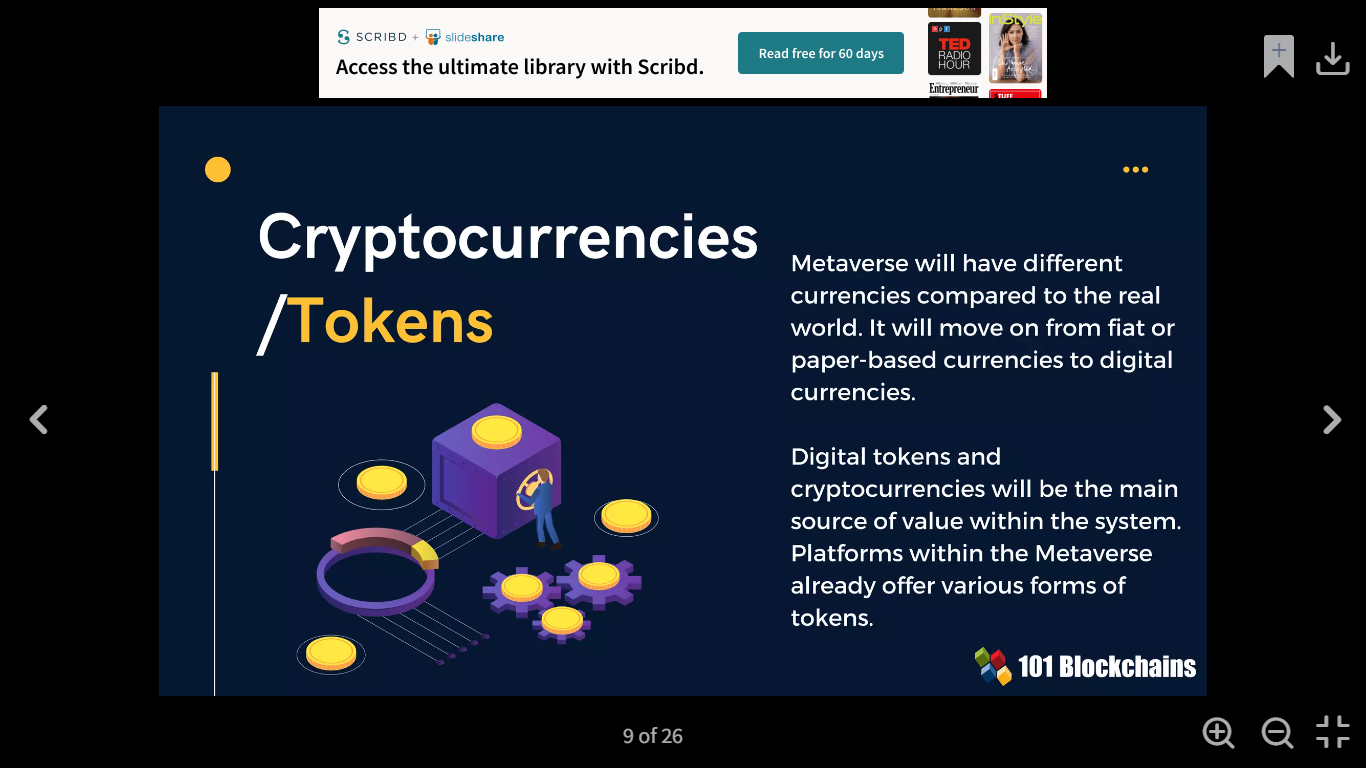 SCRIBD + slideshare
Access the ultimate library with Scribd.
Read free for 60 days
TED
RADIO
HOUR
InStyle
Entrepreneur
Cryptocurrencies
/Tokens
Metaverse will have different
currencies compared to the real
world. It will move on from fiat or
paper-based currencies to digital
currencies.
Digital tokens and
cryptocurrencies will be the main
source of value within the system.
Platforms within the Metaverse
already offer various forms of
tokens.
101 Blockchains
9 of 26